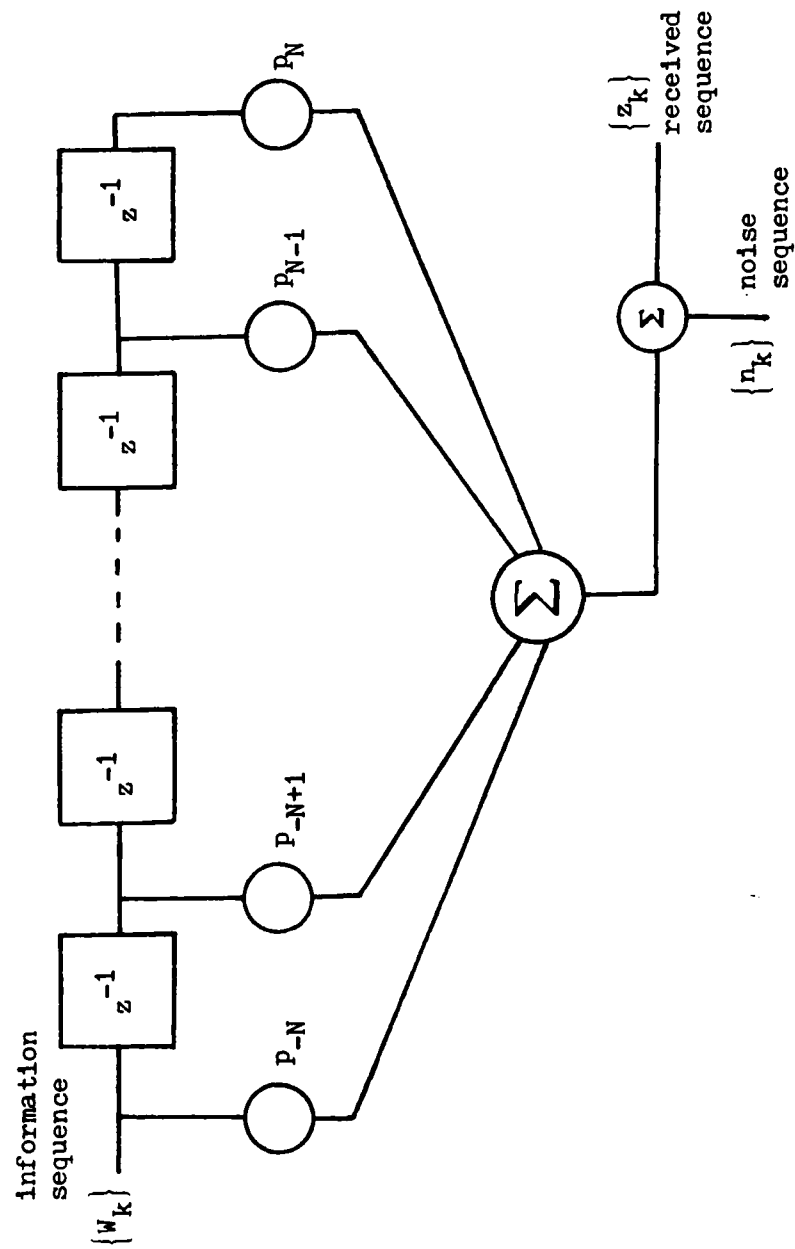 information
sequence
{W_k}
z^-1
z^-1
z^-1
z^-1
P_-N
P_-N+1
P_N-1
P_N
Σ
Σ
{z_k}
received
sequence
{n_k}
noise
sequence